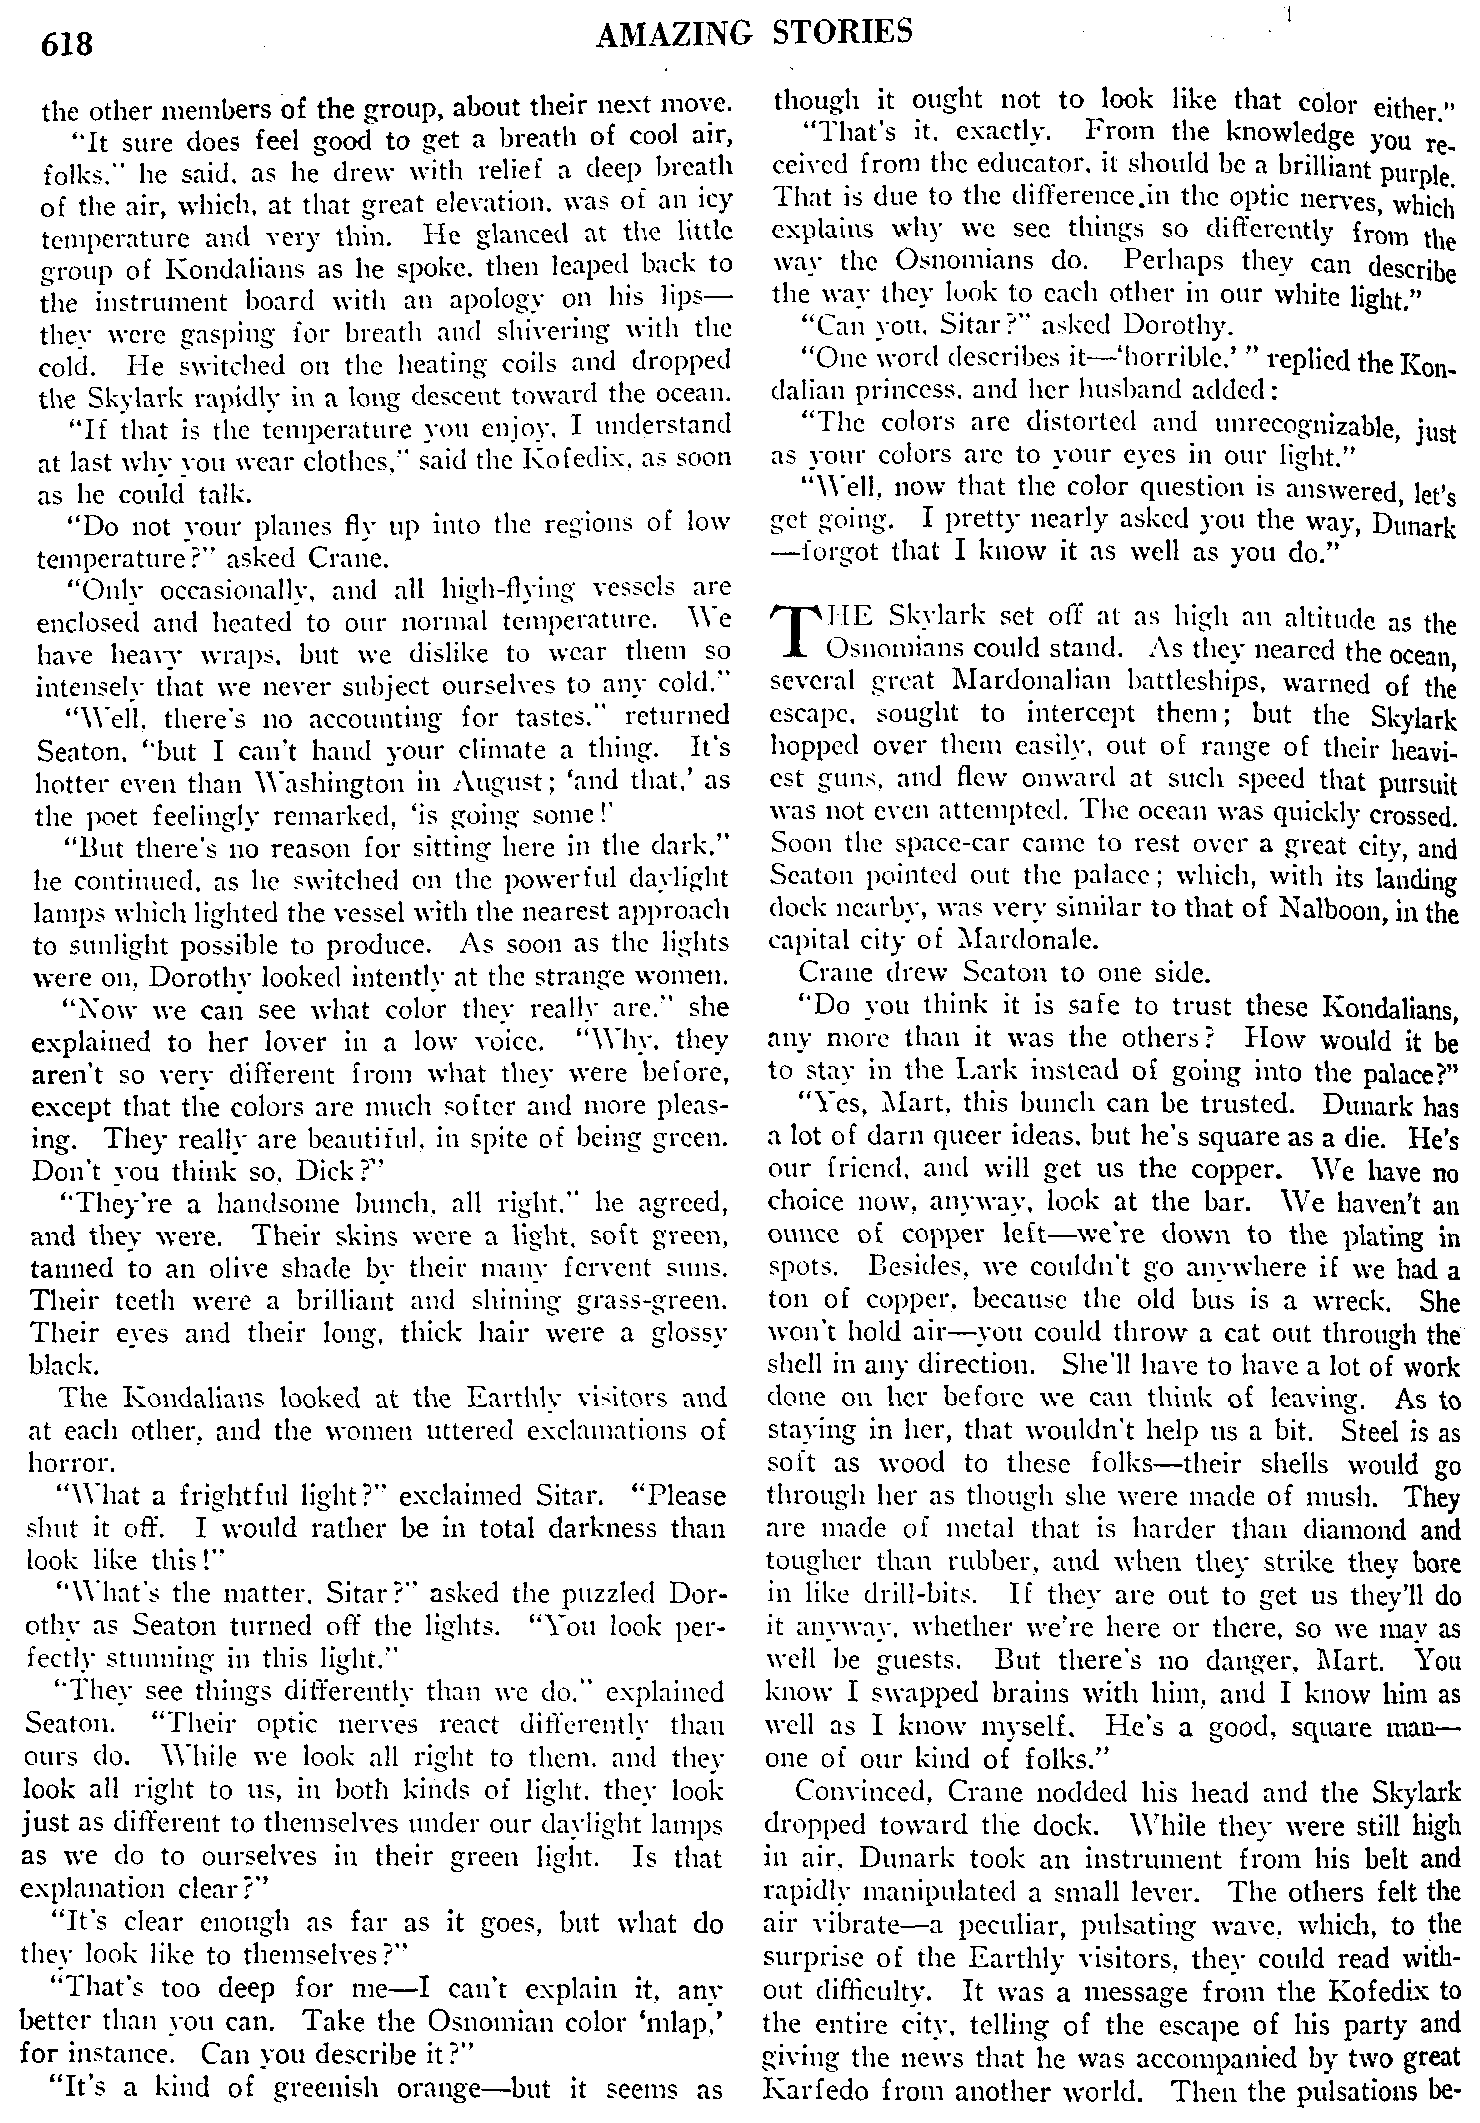 618
AMAZING STORIES
the other members of the group, about their next move.
"It sure does feel good to get a breath of cool air,
folks." he said, as he drew with relief a deep breath
of the air, which, at that great elevation, was of an icy
temperature and very thin. He glanced at the little
group of Kondalians as he spoke, then leaped back to
the instrument board with an apology on his lips—
they were gasping for breath and shivering with the
cold. He switched on the heating coils and dropped
the Skylark rapidly in a long descent toward the ocean.
"If that is the temperature you enjoy, I understand
at last why you wear clothes," said the Kofedix, as soon
as he could talk.
"Do not your planes fly up into the regions of low
temperature?" asked Crane.
"Only occasionally, and all high-flying vessels are
enclosed and heated to our normal temperature. We
have heavy wraps, but we dislike to wear them so
intensely that we never subject ourselves to any cold."
"Well, there's no accounting for tastes," returned
Seaton, "but I can't hand your climate a thing. It's
hotter even than Washington in August; 'and that,' as
the poet feelingly remarked, 'is going some!'
"But there's no reason for sitting here in the dark,"
he continued, as he switched on the powerful daylight
lamps which lighted the vessel with the nearest approach
to sunlight possible to produce. As soon as the lights
were on, Dorothy looked intently at the strange women.
"Now we can see what color they really are," she
explained to her lover in a low voice. "Why, they
aren't so very different from what they were before,
except that the colors are much softer and more pleas-
ing. They really are beautiful, in spite of being green.
Don't you think so, Dick?"
"They're a handsome bunch, all right," he agreed,
and they were. Their skins were a light, soft green,
tanned to an olive shade by their many fervent suns.
Their teeth were a brilliant and shining grass-green.
Their eyes and their long, thick hair were a glossy
black.
The Kondalians looked at the Earthly visitors and
at each other, and the women uttered exclamations of
horror.
"What a frightful light?" exclaimed Sitar. "Please
shut it off. I would rather be in total darkness than
look like this!"
"What's the matter, Sitar?" asked the puzzled Dor-
othy as Seaton turned off the lights. "You look per-
fectly stunning in this light."
"They see things differently than we do," explained
Seaton. "Their optic nerves react differently than
ours do. While we look all right to them, and they
look all right to us, in both kinds of light, they look
just as different to themselves under our daylight lamps
as we do to ourselves in their green light. Is that
explanation clear?"
"It's clear enough as far as it goes, but what do
they look like to themselves?"
"That's too deep for me—I can't explain it, any
better than you can. Take the Osnomian color 'mlap,'
for instance. Can you describe it?"
"It's a kind of greenish orange—but it seems as
though it ought not to look like that color either."
"That's it, exactly. From the knowledge you re-
ceived from the educator, it should be a brilliant purple.
That is due to the difference in the optic nerves, which
explains why we see things so differently from the
way the Osnomians do. Perhaps they can describe
the way they look to each other in our white light."
"Can you, Sitar?" asked Dorothy.
"One word describes it—'horrible.' " replied the Kon-
dalian princess, and her husband added:
"The colors are distorted and unrecognizable, just
as your colors are to your eyes in our light."
"Well, now that the color question is answered, let's
get going. I pretty nearly asked you the way, Dunark
—forgot that I know it as well as you do."
THE Skylark set off at as high an altitude as the
Osnomians could stand. As they neared the ocean,
several great Mardonalian battleships, warned of the
escape, sought to intercept them; but the Skylark
hopped over them easily, out of range of their heavi-
est guns, and flew onward at such speed that pursuit
was not even attempted. The ocean was quickly crossed.
Soon the space-car came to rest over a great city, and
Seaton pointed out the palace; which, with its landing
dock nearby, was very similar to that of Nalboon, in the
capital city of Mardonale.
Crane drew Seaton to one side.
"Do you think it is safe to trust these Kondalians,
any more than it was the others? How would it be
to stay in the Lark instead of going into the palace?"
"Yes, Mart, this bunch can be trusted. Dunark has
a lot of darn queer ideas, but he's square as a die. He's
our friend, and will get us the copper. We have no
choice now, anyway, look at the bar. We haven't an
ounce of copper left—we're down to the plating in
spots. Besides, we couldn't go anywhere if we had a
ton of copper, because the old bus is a wreck. She
won't hold air—you could throw a cat out through the
shell in any direction. She'll have to have a lot of work
done on her before we can think of leaving. As to
staying in her, that wouldn't help us a bit. Steel is as
soft as wood to these folks—their shells would go
through her as though she were made of mush. They
are made of metal that is harder than diamond and
tougher than rubber, and when they strike they bore
in like drill-bits. If they are out to get us they'll do
it anyway, whether we're here or there, so we may as
well be guests. But there's no danger, Mart. You
know I swapped brains with him, and I know him as
well as I know myself. He's a good, square man—
one of our kind of folks."
Convinced, Crane nodded his head and the Skylark
dropped toward the dock. While they were still high
in air, Dunark took an instrument from his belt and
rapidly manipulated a small lever. The others felt the
air vibrate—a peculiar, pulsating wave, which, to the
surprise of the Earthly visitors, they could read with-
out difficulty. It was a message from the Kofedix to
the entire city, telling of the escape of his party and
giving the news that he was accompanied by two great
Karfedo from another world. Then the pulsations be-